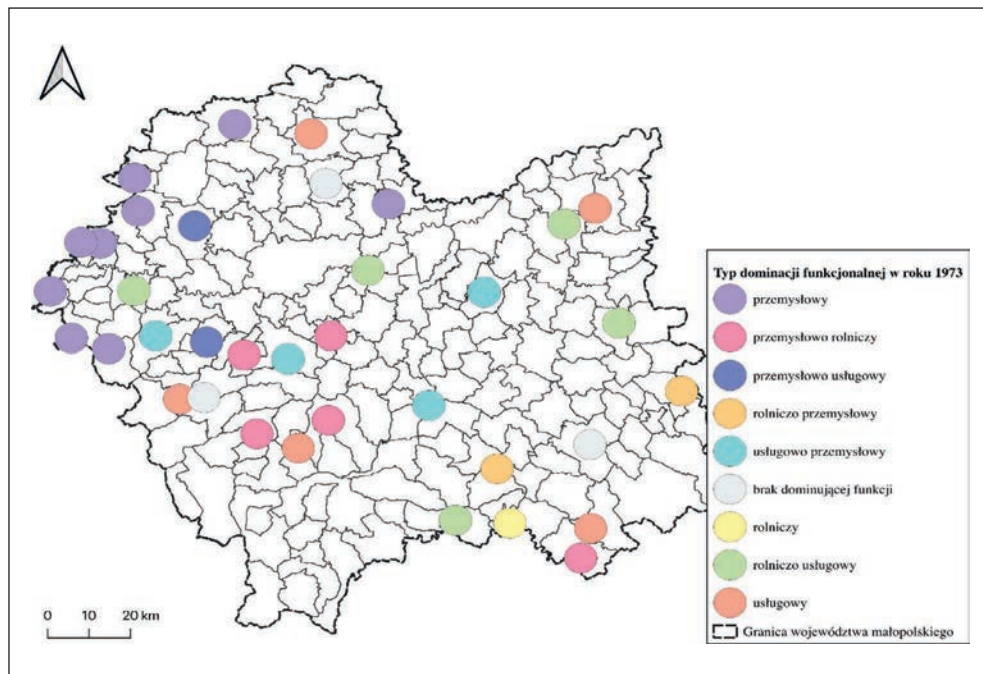 Typ dominacji funkcjonalnej w roku 1973
przemysłowy
przemysłowo rolniczy
przemysłowo usługowy
rolniczo przemysłowy
usługowo przemysłowy
brak dominującej funkcji
rolniczy
rolniczo usługowy
usługowy
Granica województwa małopolskiego
0 10 20 km